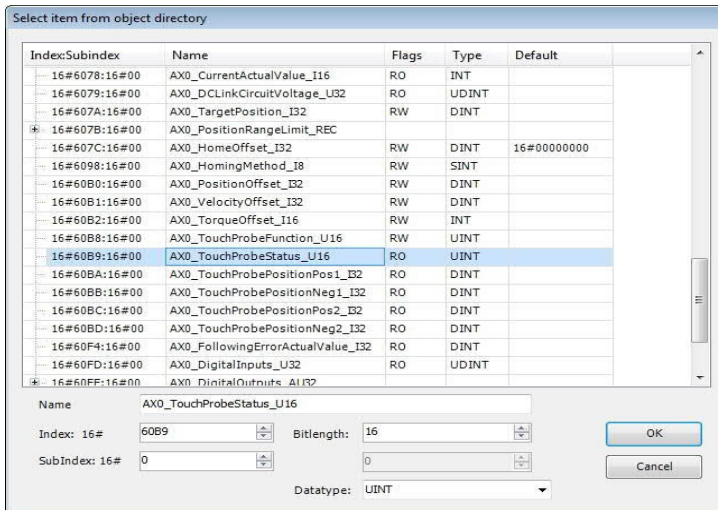 Select item from object directory
Index:Subindex Name Flags Type Default
16#6078:16#00 AX0_CurrentActualValue_I16 RO INT
16#6079:16#00 AX0_DCLinkCircuitVoltage_U32 RO UDINT
16#607A:16#00 AX0_TargetPosition_I32 RW DINT
16#607B:16#00 AX0_PositionRangeLimit_REC
16#607C:16#00 AX0_HomeOffset_I32 RW DINT 16#00000000
16#6098:16#00 AX0_HomingMethod_I8 RW SINT
16#60B0:16#00 AX0_PositionOffset_I32 RW DINT
16#60B1:16#00 AX0_VelocityOffset_I32 RW DINT
16#60B2:16#00 AX0_TorqueOffset_I16 RW INT
16#60B8:16#00 AX0_TouchProbeFunction_U16 RW UINT
16#60B9:16#00 AX0_TouchProbeStatus_U16 RO UINT
16#60BA:16#00 AX0_TouchProbePositionPos1_I32 RO DINT
16#60BB:16#00 AX0_TouchProbePositionNeg1_I32 RO DINT
16#60BC:16#00 AX0_TouchProbePositionPos2_I32 RO DINT
16#60BD:16#00 AX0_TouchProbePositionNeg2_I32 RO DINT
16#60F4:16#00 AX0_FollowingErrorActualValue_I32 RO DINT
16#60FD:16#00 AX0_DigitalInputs_U32 RO UDINT
16#60FE:16#00 AX0_DigitalOutputs_AU32
Name AX0_TouchProbeStatus_U16
Index: 16# 60B9 Bitlength: 16 OK
SubIndex: 16# 0 0 Cancel
Datatype: UINT